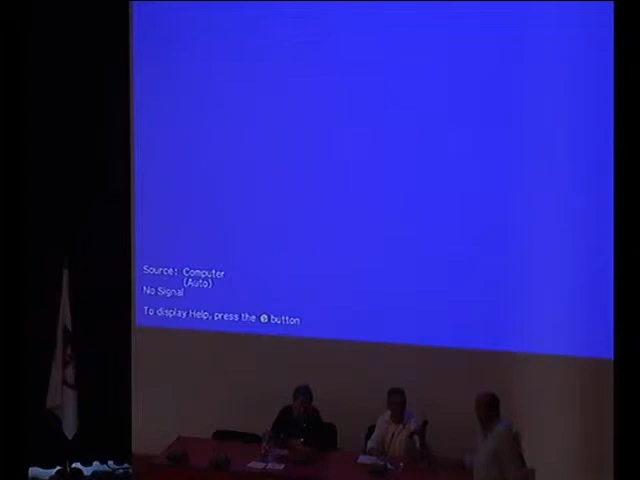 Source: Computer
(Auto)
No Signal
To display Help, press the button